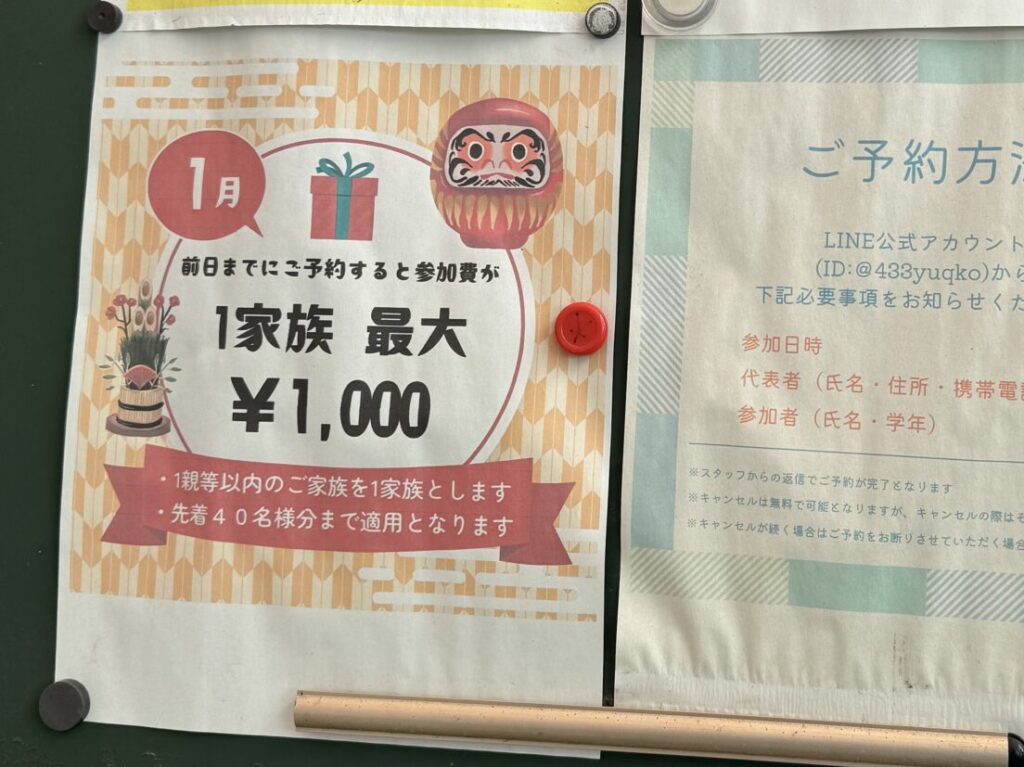 1月
前日までにご予約すると参加費が
1家族 最大
¥1,000
・1親等以内のご家族を1家族とします
・先着40名様分まで適用となります
ご予約方法
LINE公式アカウント
(ID:@433yuqko)から
下記必要事項をお知らせくだ
参加日時
代表者（氏名・住所・携帯電話
参加者（氏名・学年）
※スタッフからの返信でご予約が完了となります
※キャンセルは無料で可能となりますが、キャンセルの際はそ
※キャンセルが続く場合はご予約をお断りさせていただく場合